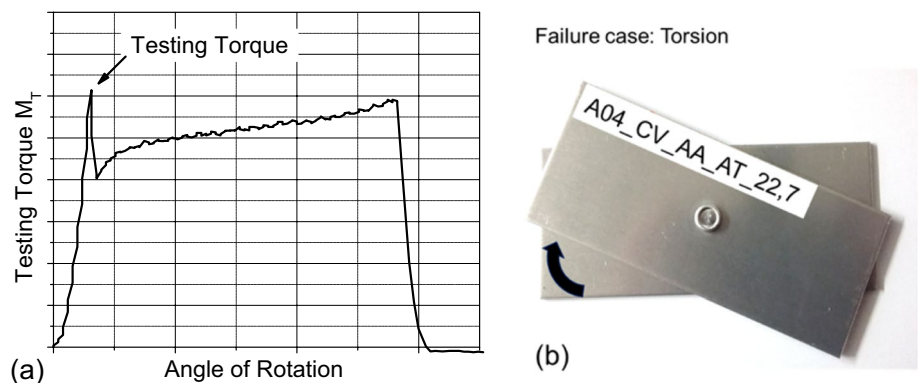 Testing Torque
Testing Torque M_T
Angle of Rotation
(a)
Failure case: Torsion
A04_CV_AA_AT_22,7
(b)